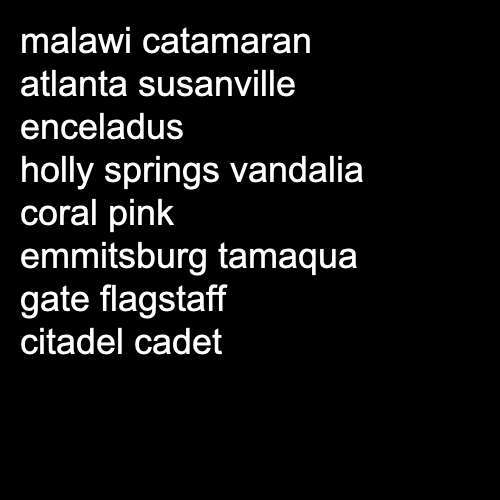 malawi catamaran
atlanta susanville
enceladus
holly springs vandalia
coral pink
emmitsburg tamaqua
gate flagstaff
citadel cadet